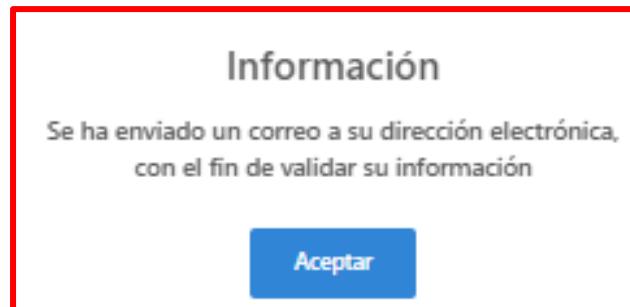 Información
Se ha enviado un correo a su dirección electrónica,
con el fin de validar su información
Aceptar